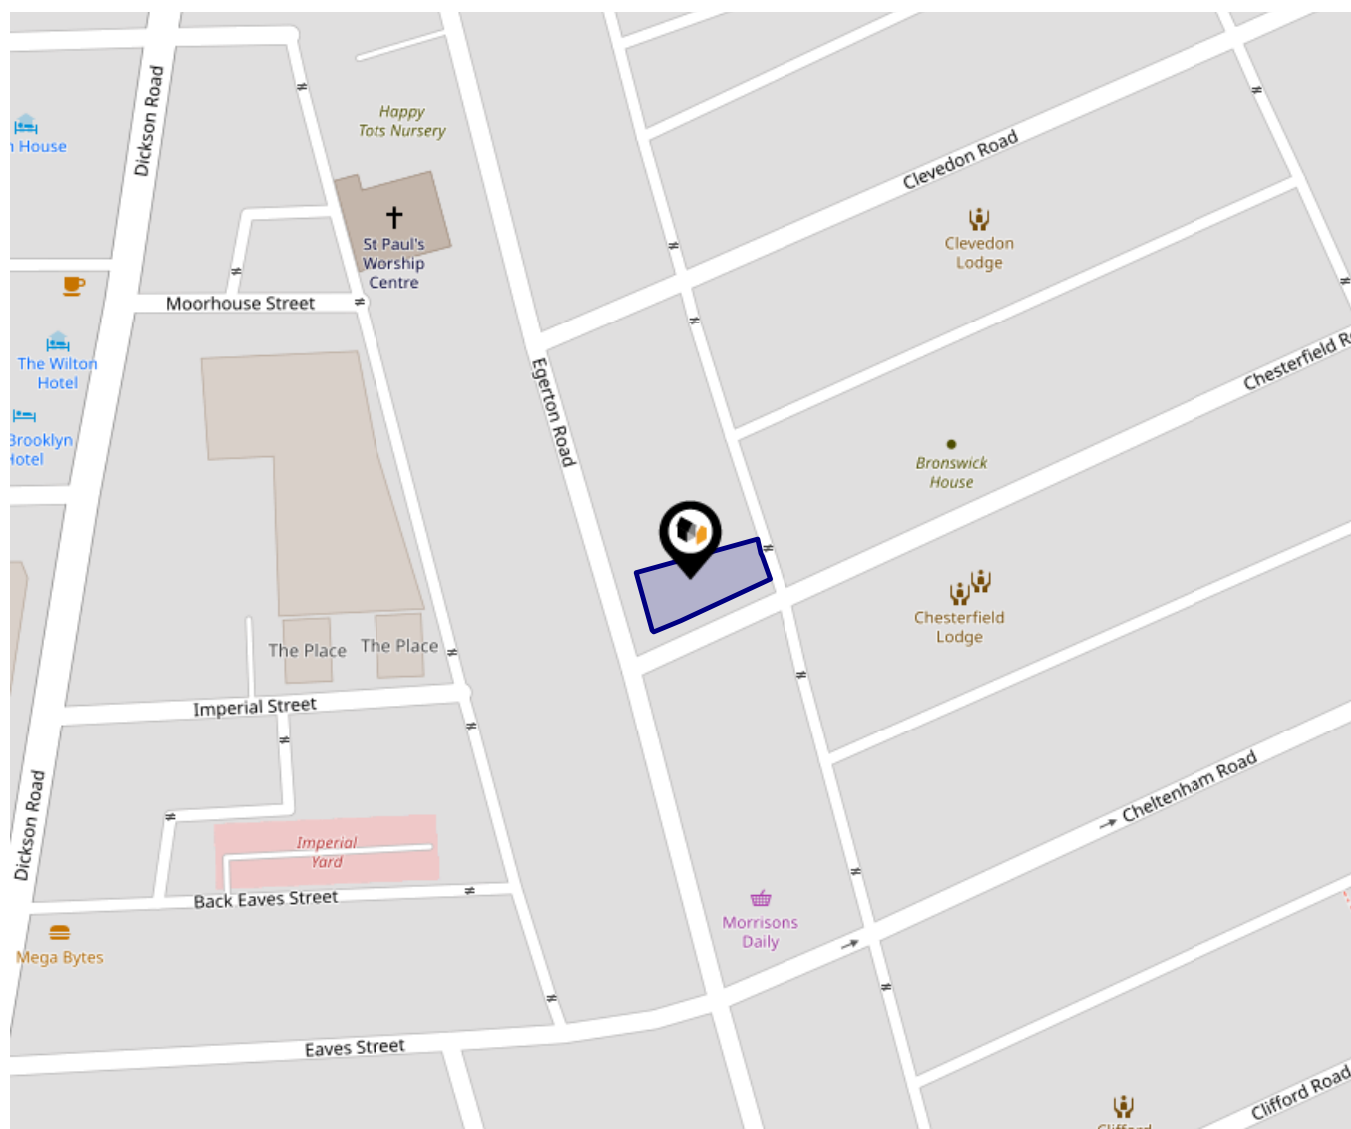 Dickson Road
Happy
Tots Nursery
House
Clevedon Road
St Paul's
Worship
Centre
Clevedon
Lodge
Moorhouse Street
The Wilton
Hotel
Egerton Road
Chesterfield
Brooklyn
Hotel
Bronswick
House
Chesterfield
Lodge
The Place
The Place
Imperial Street
Dickson Road
Cheltenham Road
Imperial
Yard
Back Eaves Street
Morrisons
Daily
Mega Bytes
Eaves Street
Clifford Road
Clifford